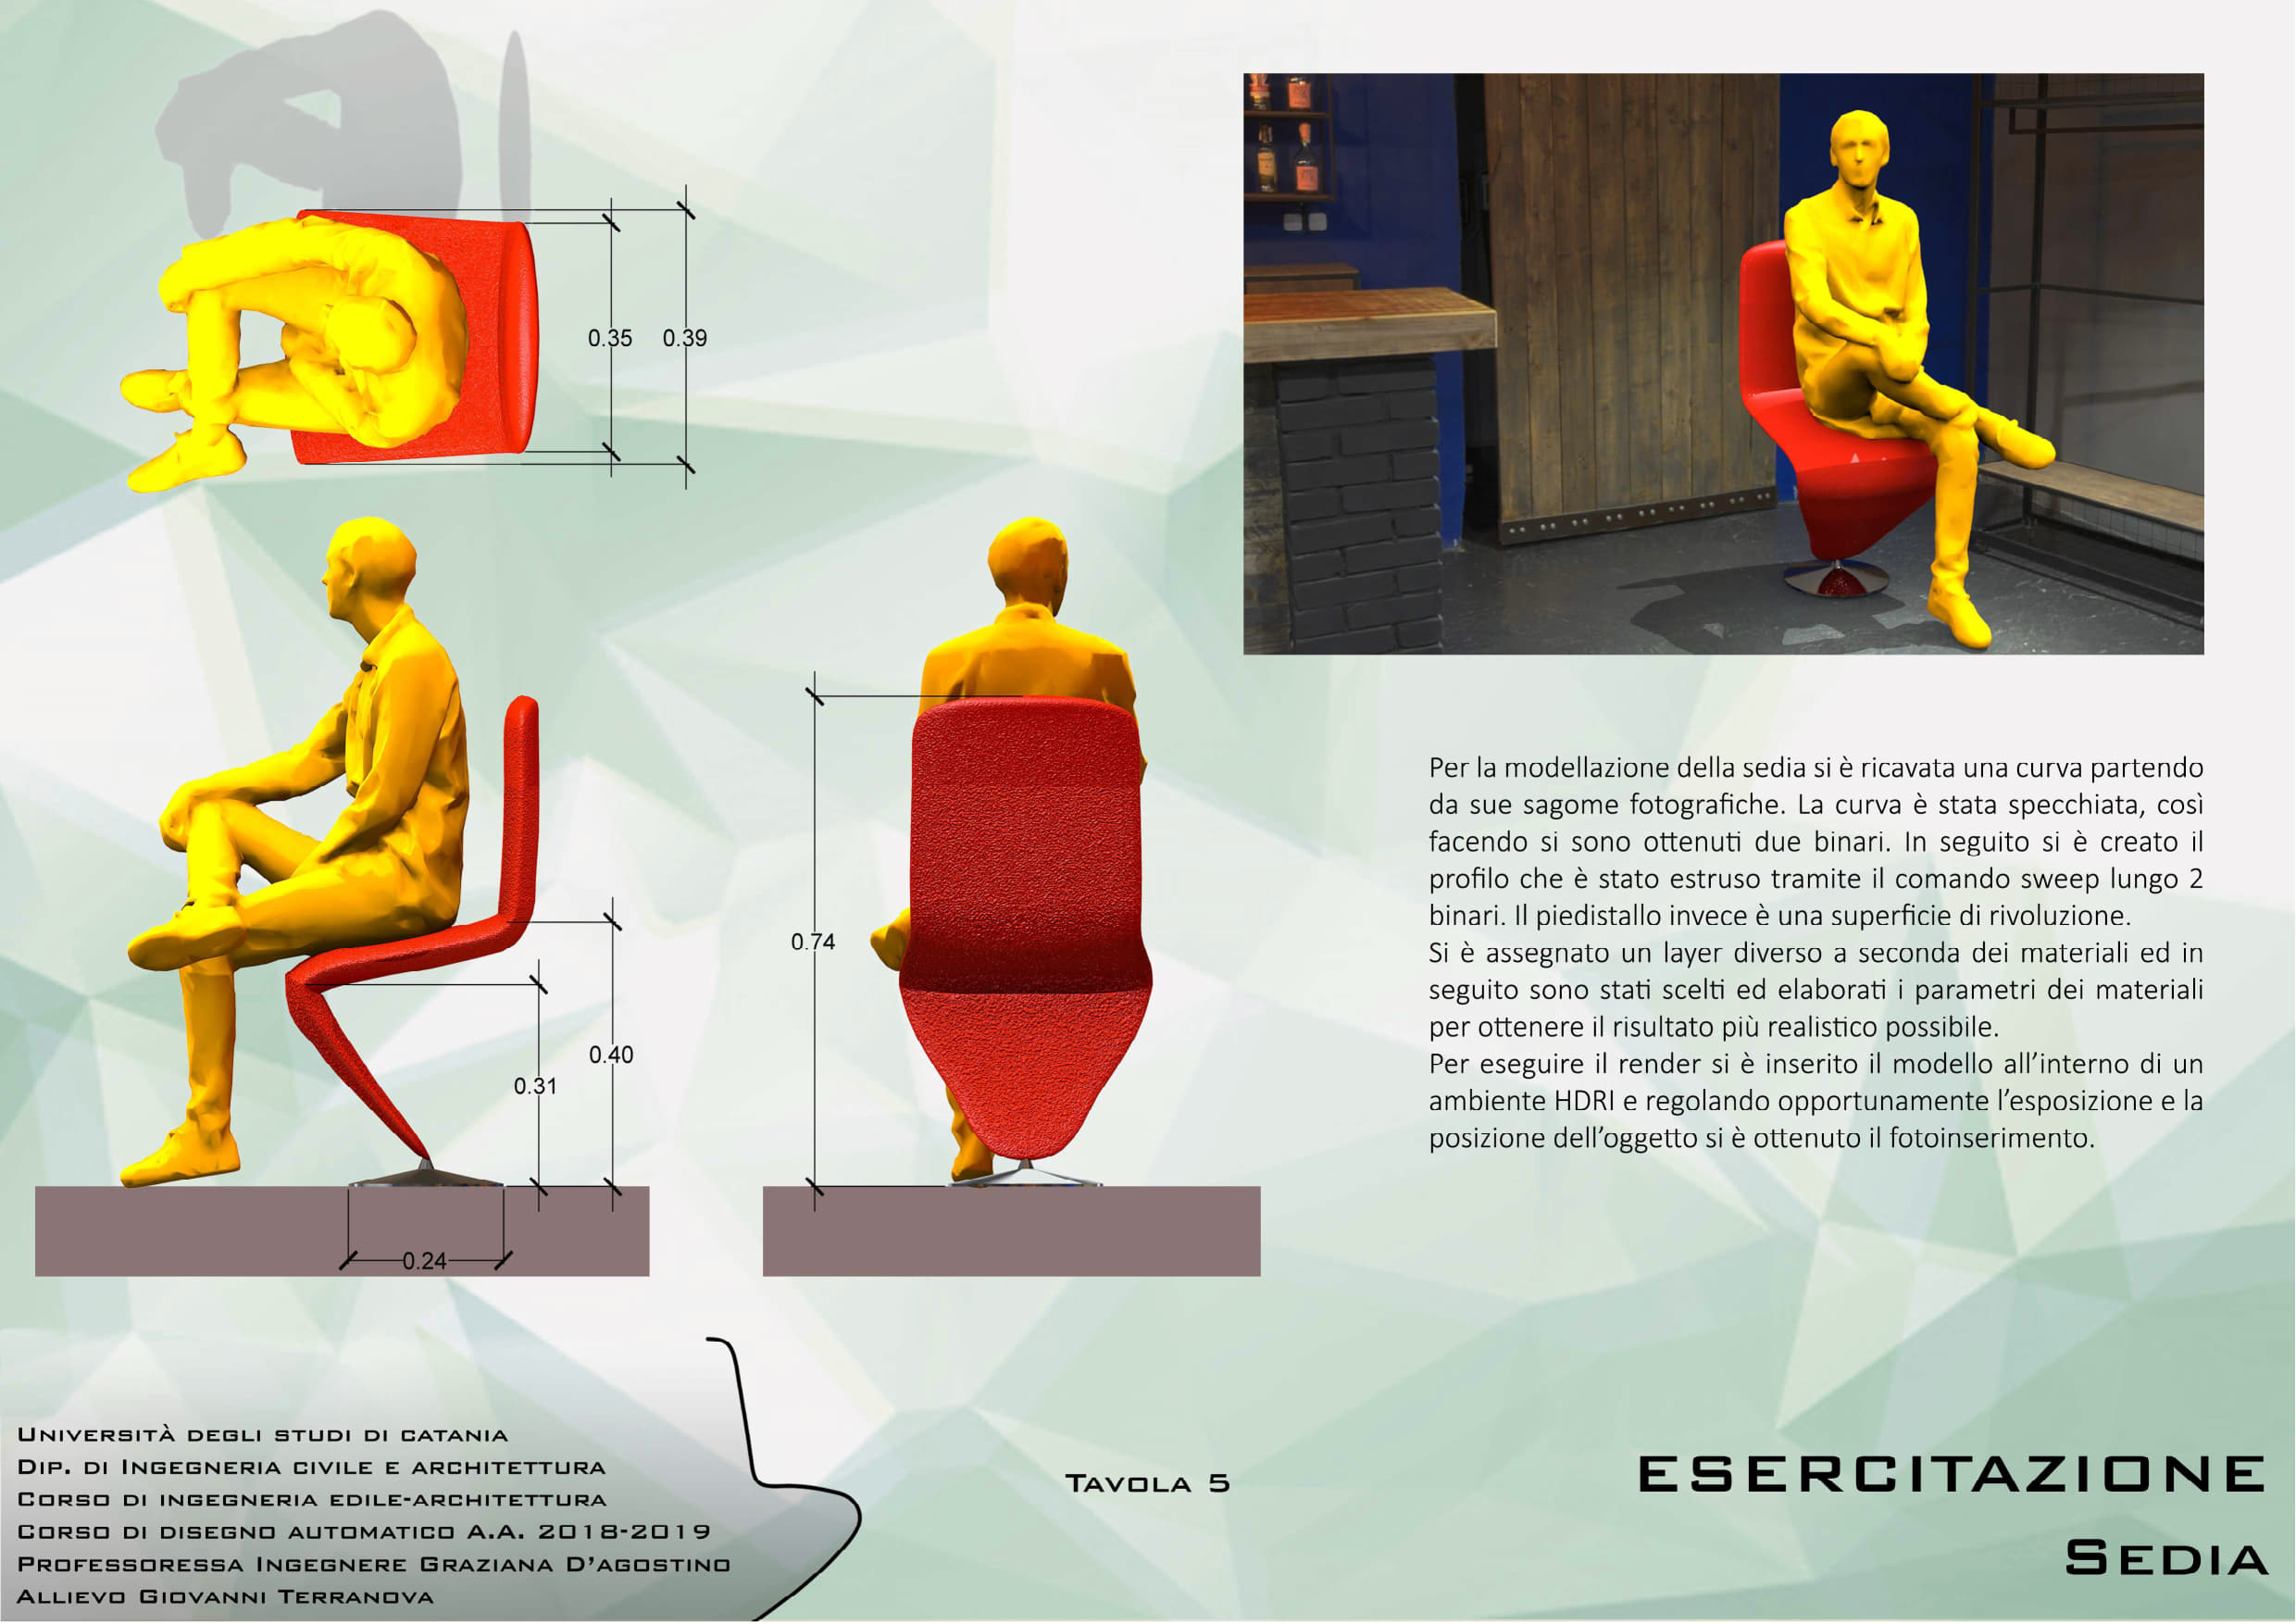 0.35 0.39
0.74
0.40
0.31
0.24
Per la modellazione della sedia si è ricavata una curva partendo
da sue sagome fotografiche. La curva è stata specchiata, così
facendo si sono ottenuti due binari. In seguito si è creato il
profilo che è stato estruso tramite il comando sweep lungo 2
binari. Il piedistallo invece è una superficie di rivoluzione.
Si è assegnato un layer diverso a seconda dei materiali ed in
seguito sono stati scelti ed elaborati i parametri dei materiali
per ottenere il risultato più realistico possibile.
Per eseguire il render si è inserito il modello all’interno di un
ambiente HDRI e regolando opportunamente l’esposizione e la
posizione dell’oggetto si è ottenuto il fotoinserimento.
Università degli studi di catania
Dip. di Ingegneria civile e architettura
Corso di ingegneria edile-architettura
Corso di disegno automatico A.A. 2018-2019
Professoressa Ingegnere Graziana D’agostino
Allievo Giovanni Terranova
Tavola 5
ESERCITAZIONE
Sedia